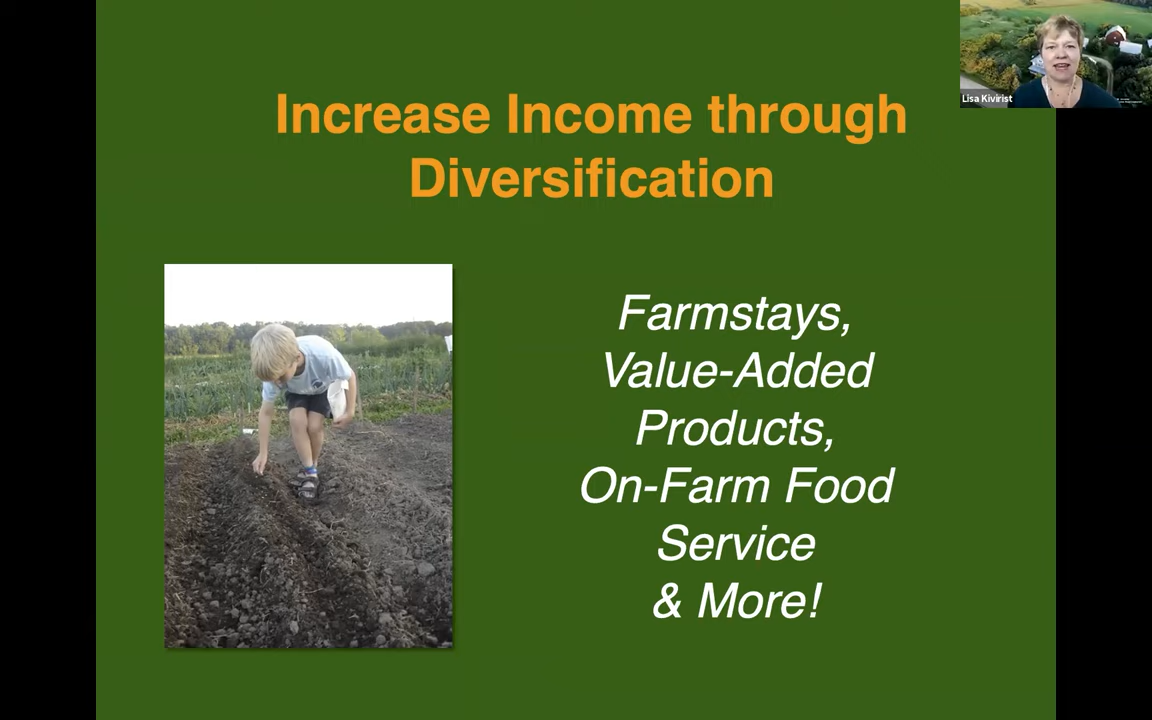 Increase Income through
Diversification
Lisa Kivirist
Farmstays,
Value-Added
Products,
On-Farm Food
Service
& More!